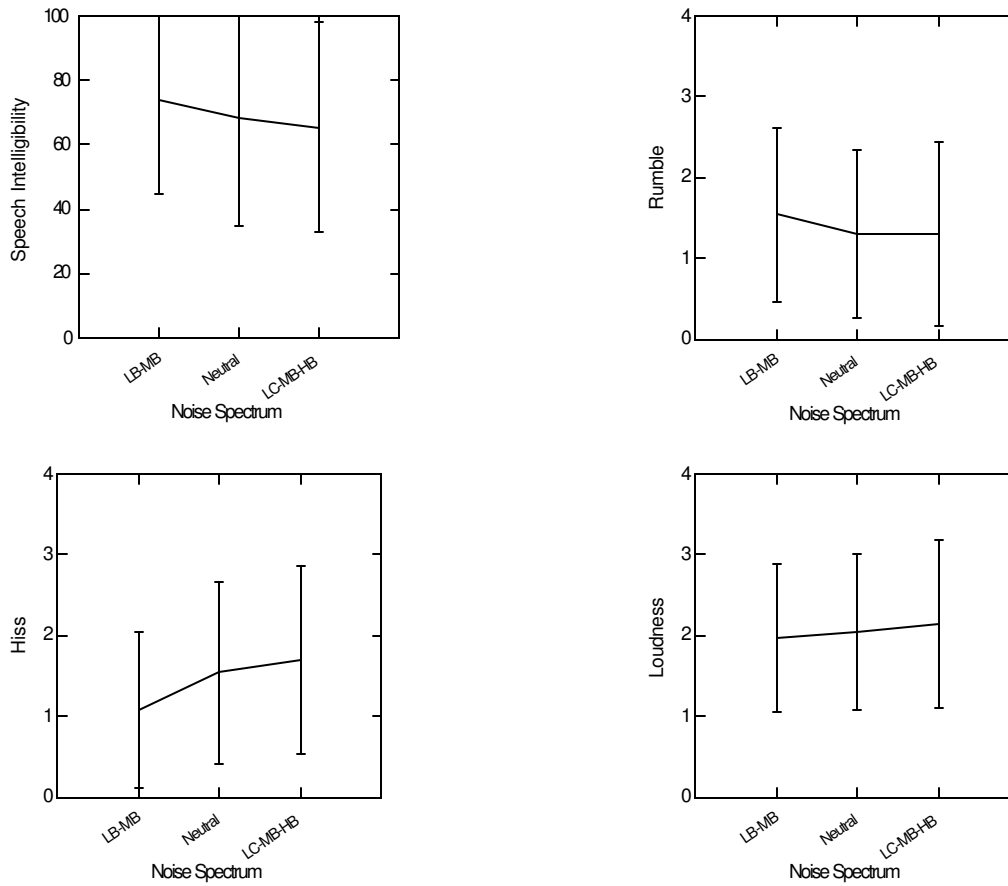 Speech Intelligibility
100
80
60
40
20
0
LB-MB
Neutral
LC-MB-HB
Noise Spectrum
Rumble
4
3
2
1
0
LB-MB
Neutral
LC-MB-HB
Noise Spectrum
Hiss
4
3
2
1
0
LB-MB
Neutral
LC-MB-HB
Noise Spectrum
Loudness
4
3
2
1
0
LB-MB
Neutral
LC-MB-HB
Noise Spectrum